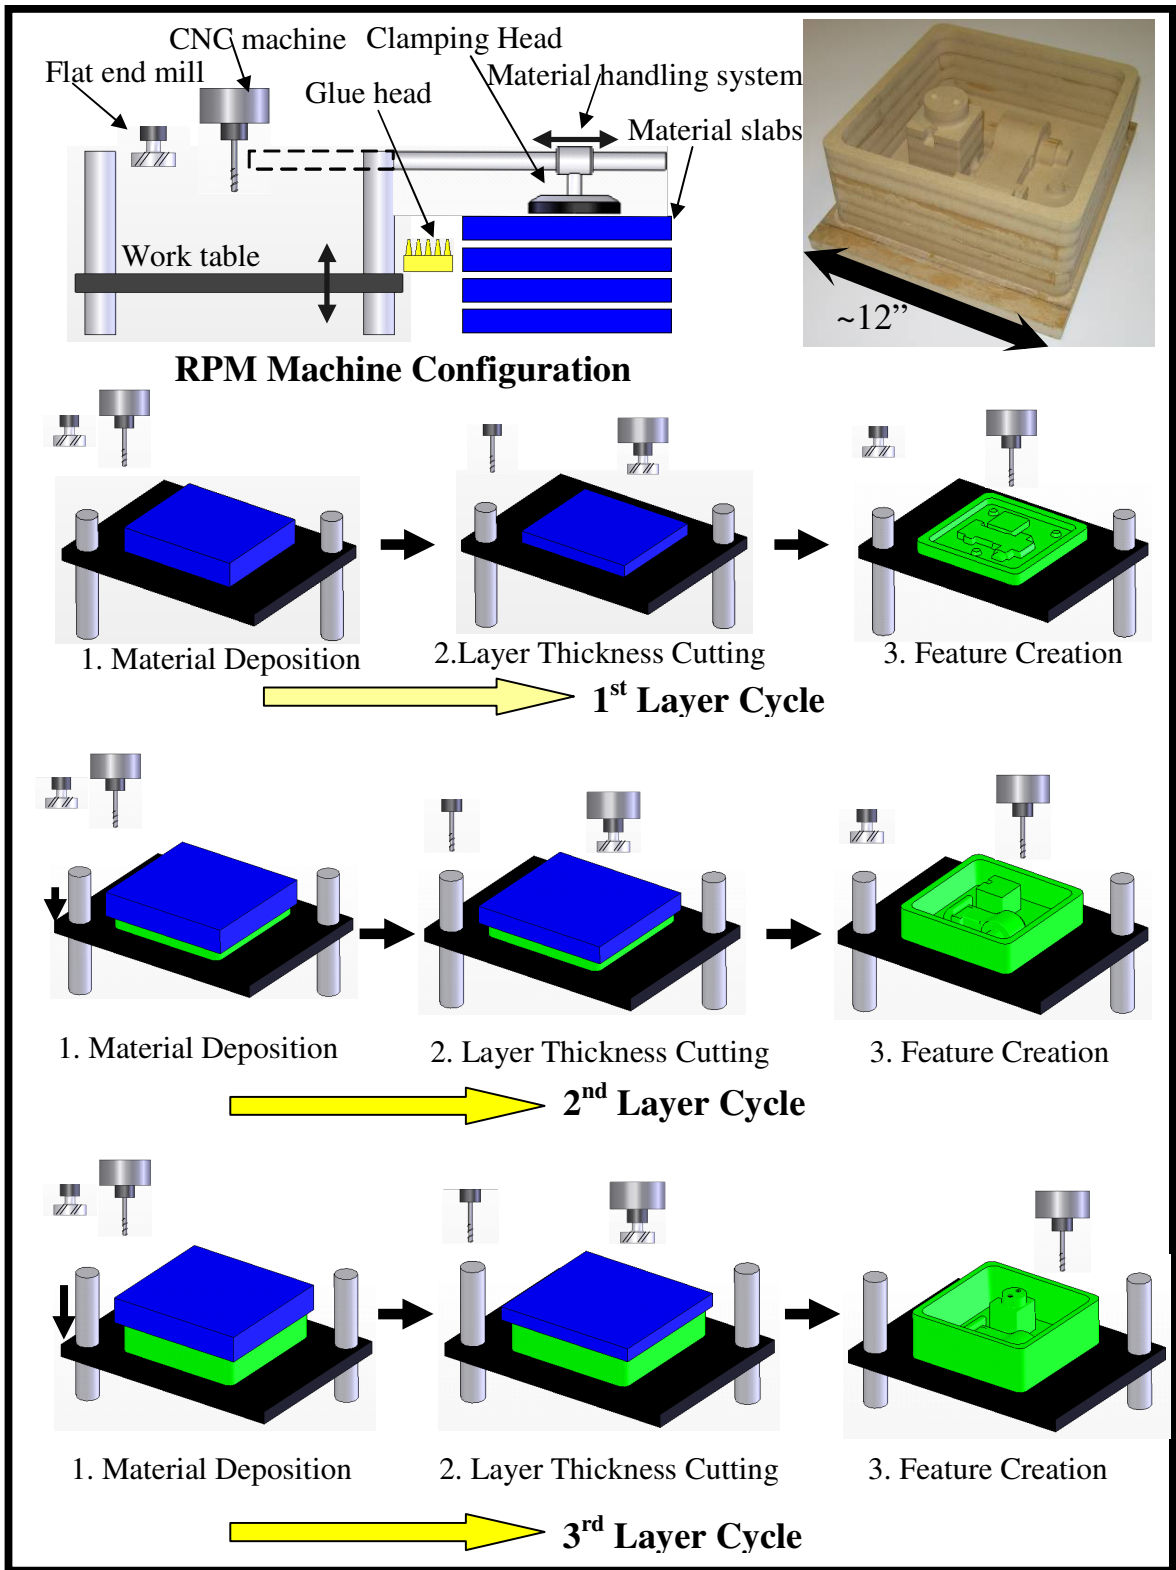 CNC machine
Clamping Head
Flat end mill
Material handling system
Glue head
Material slabs
Work table
~12”
RPM Machine Configuration
1. Material Deposition
2.Layer Thickness Cutting
3. Feature Creation
1st Layer Cycle
1. Material Deposition
2. Layer Thickness Cutting
3. Feature Creation
2nd Layer Cycle
1. Material Deposition
2. Layer Thickness Cutting
3. Feature Creation
3rd Layer Cycle